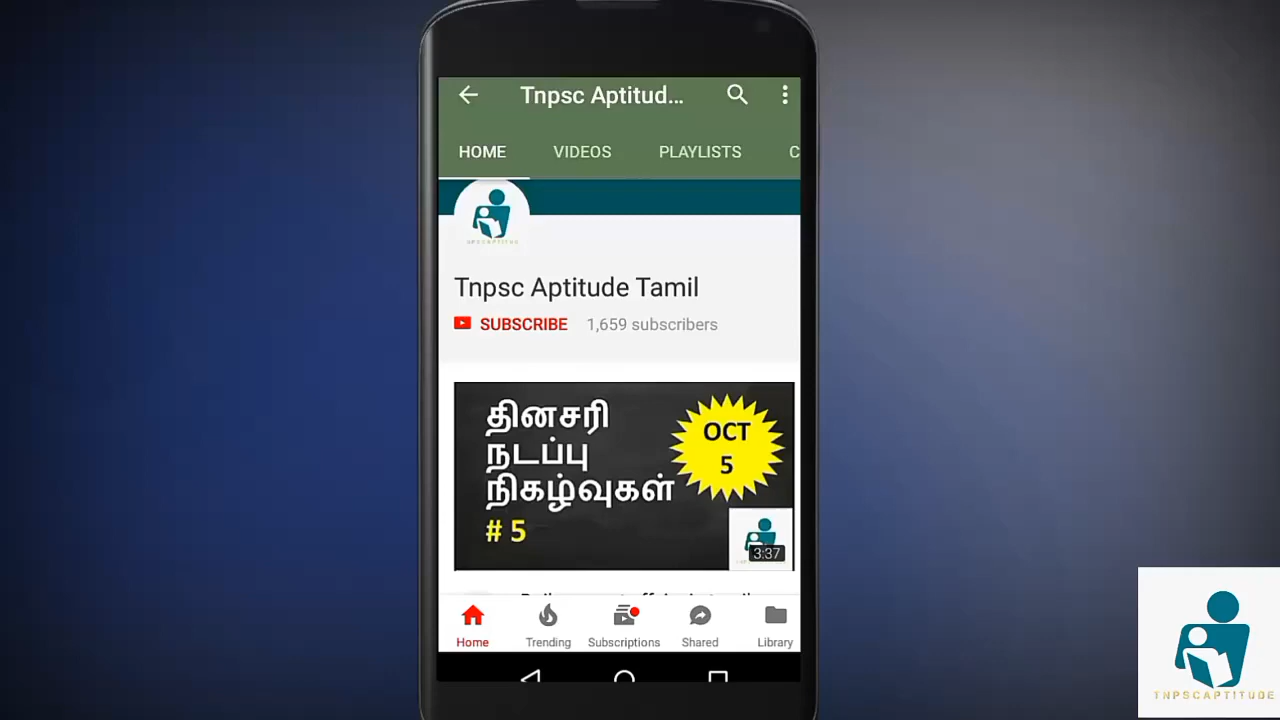 Tnpsc Aptitud...
HOME VIDEOS PLAYLISTS C
Tnpsc Aptitude Tamil
SUBSCRIBE 1,659 subscribers
தினசரி
நடப்பு
நிகழ்வுகள்
# 5
OCT
5
3:37
Home Trending Subscriptions Shared Library
TNPSCAPTITUDE